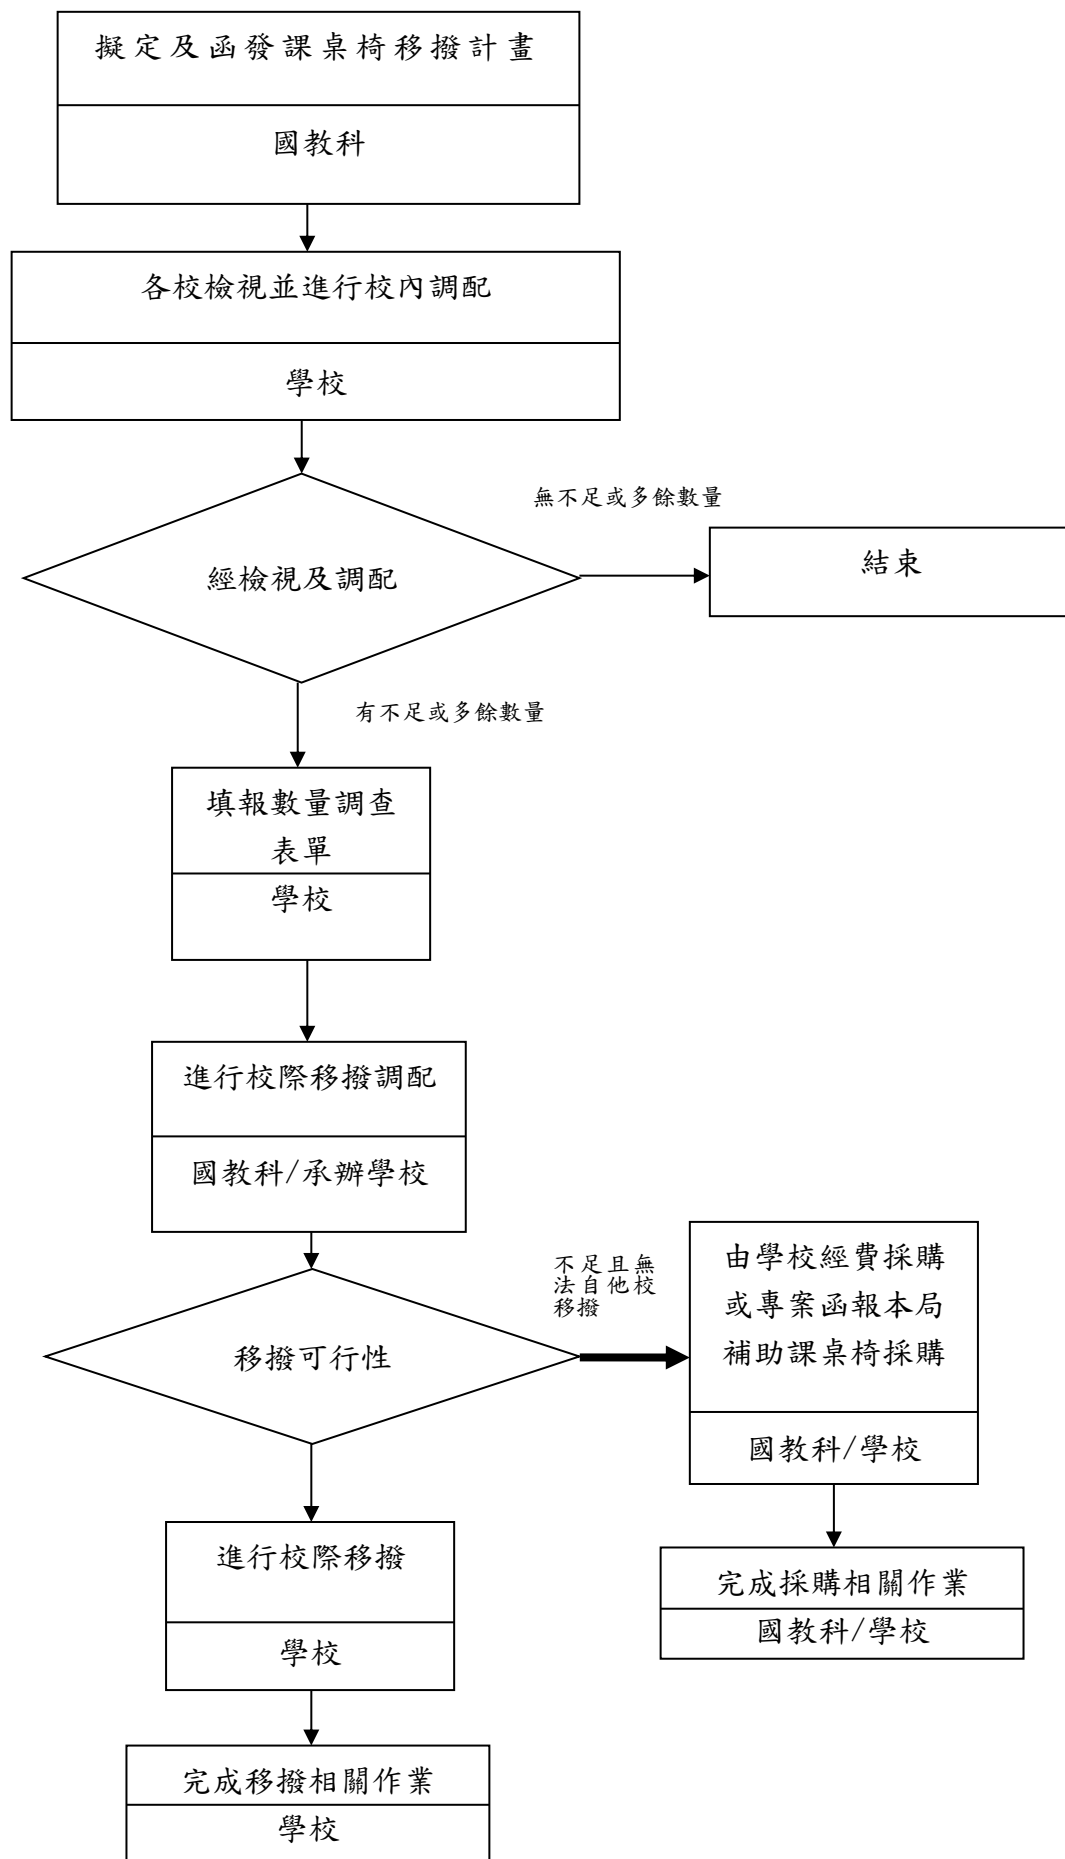 擬定及函發課桌椅移撥計畫
國教科
各校檢視並進行校內調配
學校
經檢視及調配
無不足或多餘數量
結束
有不足或多餘數量
填報數量調查
表單
學校
進行校際移撥調配
國教科/承辦學校
移撥可行性
不足且無
法自他校
移撥
由學校經費採購
或專案函報本局
補助課桌椅採購
國教科/學校
進行校際移撥
學校
完成採購相關作業
國教科/學校
完成移撥相關作業
學校